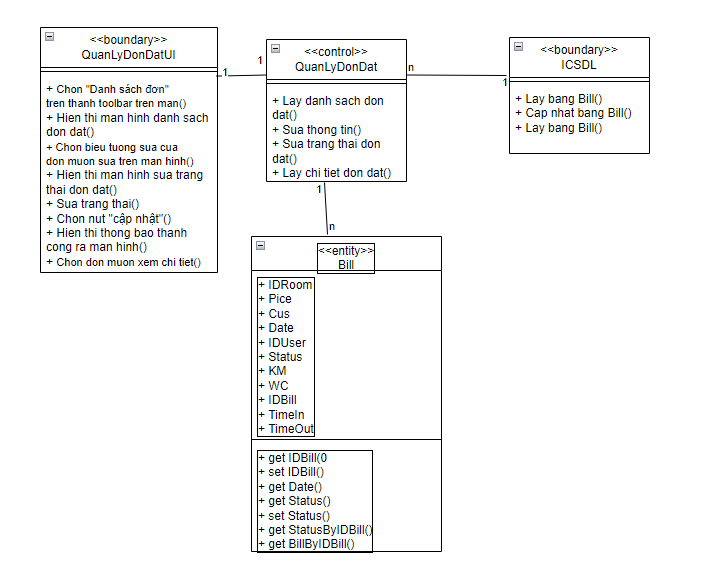 <<boundary>>
QuanLyDonDatUI
+ Chon "Danh sách đơn"
tren thanh toolbar tren man()
+ Hien thi man hinh danh sach
don dat()
+ Chon bieu tuong sua cua
don muon sua tren man hinh()
+ Hien thi man hinh sua trang
thai don dat()
+ Sua trang thai()
+ Chon nut "cập nhật"()
+ Hien thi thong bao thanh
cong ra man hinh()
+ Chon don muon xem chi tiet()
1
1
<<control>>
QuanLyDonDat
+ Lay danh sach don
dat()
+ Sua thong tin()
+ Sua trang thai don
dat()
+ Lay chi tiet don dat()
n
1
<<boundary>>
ICSDL
+ Lay bang Bill()
+ Cap nhat bang Bill()
+ Lay bang Bill()
1
n
<<entity>>
Bill
+ IDRoom
+ Pice
+ Cus
+ Date
+ IDUser
+ Status
+ KM
+ WC
+ IDBill
+ TimeIn
+ TimeOut
+ get IDBill(0
+ set IDBill()
+ get Date()
+ get Status()
+ set Status()
+ get StatusByIDBill()
+ get BillByIDBill()